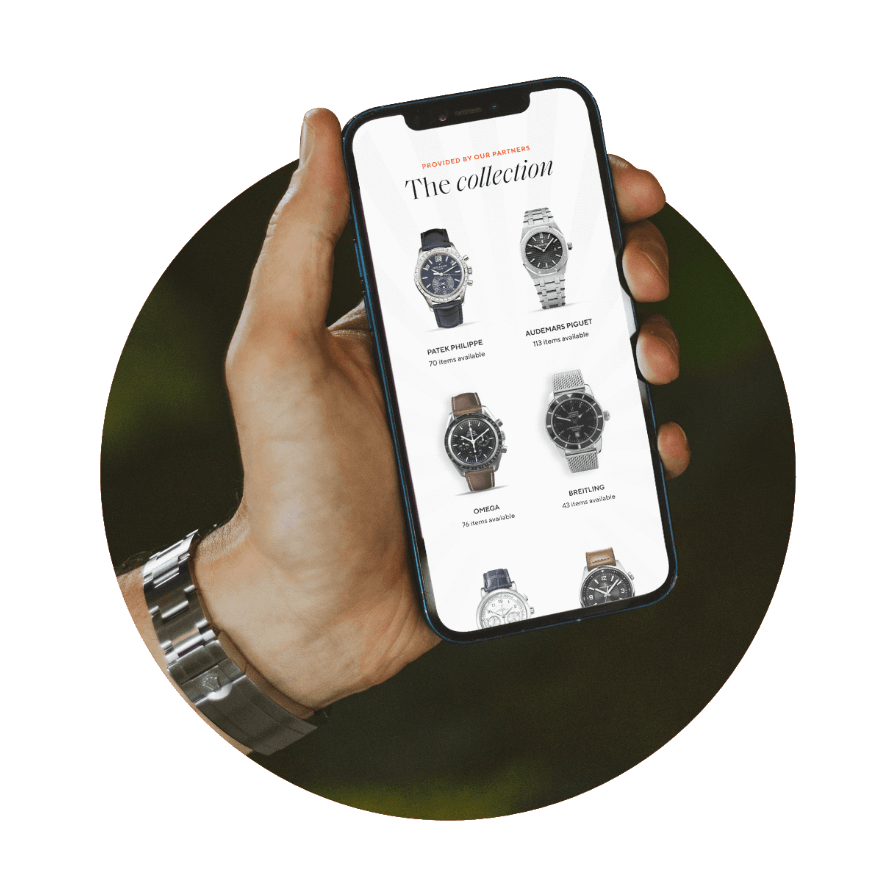 PROVIDED BY OUR PARTNERS
The collection
PATEK PHILIPPE
70 items available
AUDEMARS PIGUET
113 items available
OMEGA
76 items available
BREITLING
43 items available